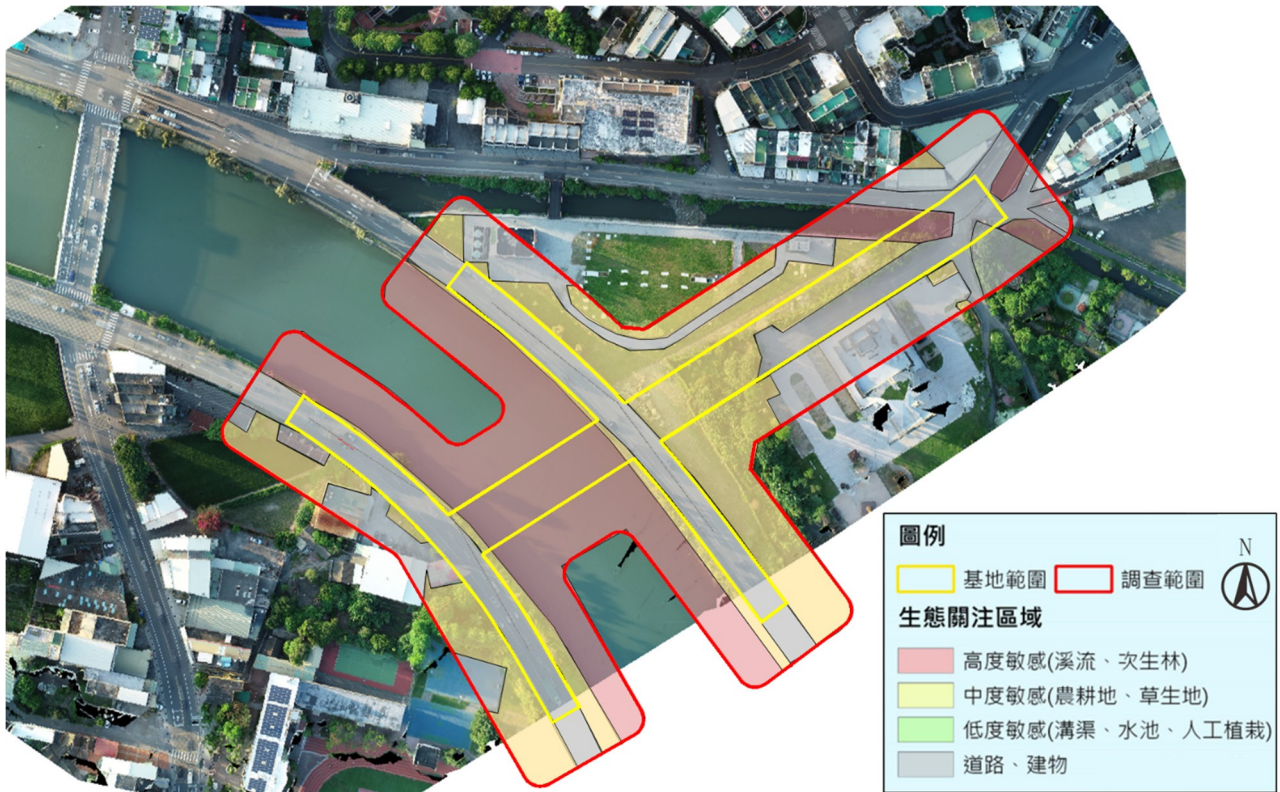 圖例
N
基地範圍 調查範圍
生態關注區域
高度敏感(溪流、次生林)
中度敏感(農耕地、草生地)
低度敏感(溝渠、水池、人工植栽)
道路、建物